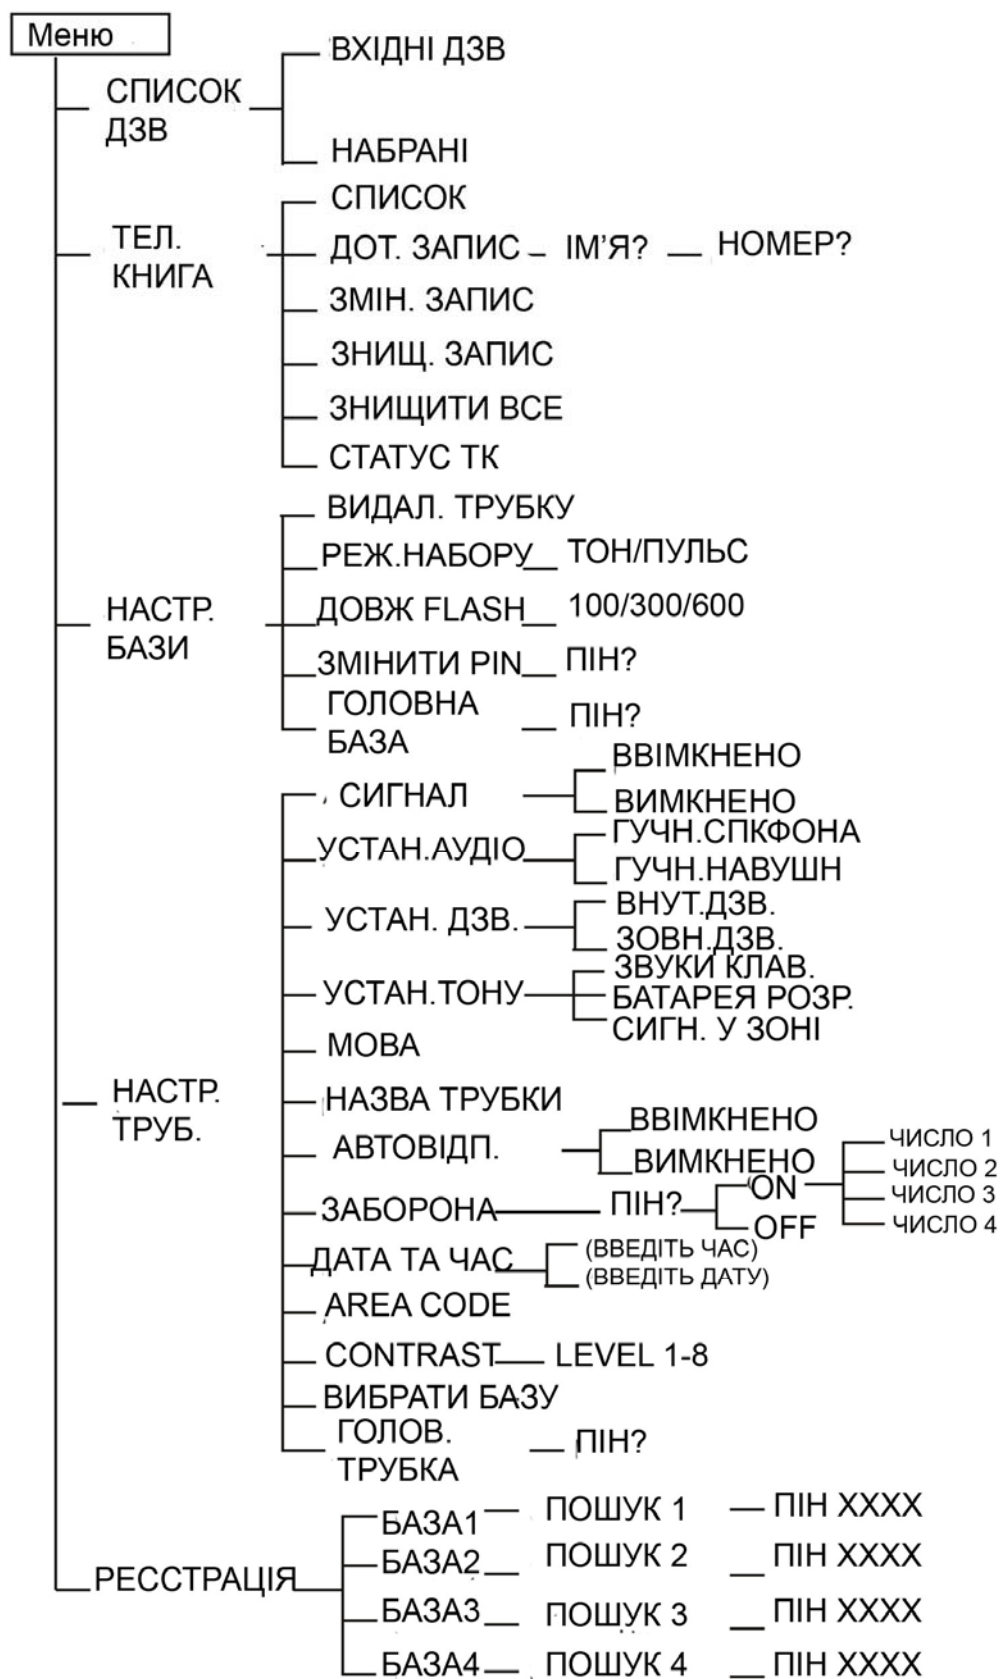 Меню
СПИСОК
ДЗВ
ВХІДНІ ДЗВ
НАБРАНІ
ТЕЛ.
КНИГА
СПИСОК
ДОТ. ЗАПИС ІМ'Я? НОМЕР?
ЗМІН. ЗАПИС
ЗНИЩ. ЗАПИС
ЗНИЩИТИ ВСЕ
СТАТУС ТК
НАСТР.
БАЗИ
ВИДАЛ. ТРУБКУ
РЕЖ.НАБОРУ ТОН/ПУЛЬС
ДОВЖ FLASH 100/300/600
ЗМІНИТИ PIN ПІН?
ГОЛОВНА
БАЗА
ПІН?
НАСТР.
ТРУБ.
СИГНАЛ
ВВІМКНЕНО
ВИМКНЕНО
УСТАН.АУДІО
ГУЧН.СПКФОНА
ГУЧН.НАВУШН
УСТАН. ДЗВ.
ВНУТ.ДЗВ.
ЗОВН.ДЗВ.
УСТАН.ТОНУ
ЗВУКИ КЛАВ.
БАТАРЕЯ РОЗР.
СИГН. У ЗОНІ
МОВА
НАЗВА ТРУБКИ
АВТОВІДП.
ВВІМКНЕНО
ВИМКНЕНО
ЗАБОРОНА ПІН?
ON
ЧИСЛО 1
ЧИСЛО 2
ЧИСЛО 3
ЧИСЛО 4
OFF
ДАТА ТА ЧАС
(ВВЕДІТЬ ЧАС)
(ВВЕДІТЬ ДАТУ)
AREA CODE
CONTRAST LEVEL 1-8
ВИБРАТИ БАЗУ
ГОЛОВ.
ТРУБКА
ПІН?
РЕССТРАЦІЯ
БАЗА1 ПОШУК 1 ПІН XXXX
БАЗА2 ПОШУК 2 ПІН XXXX
БАЗА3 ПОШУК 3 ПІН XXXX
БАЗА4 ПОШУК 4 ПІН XXXX